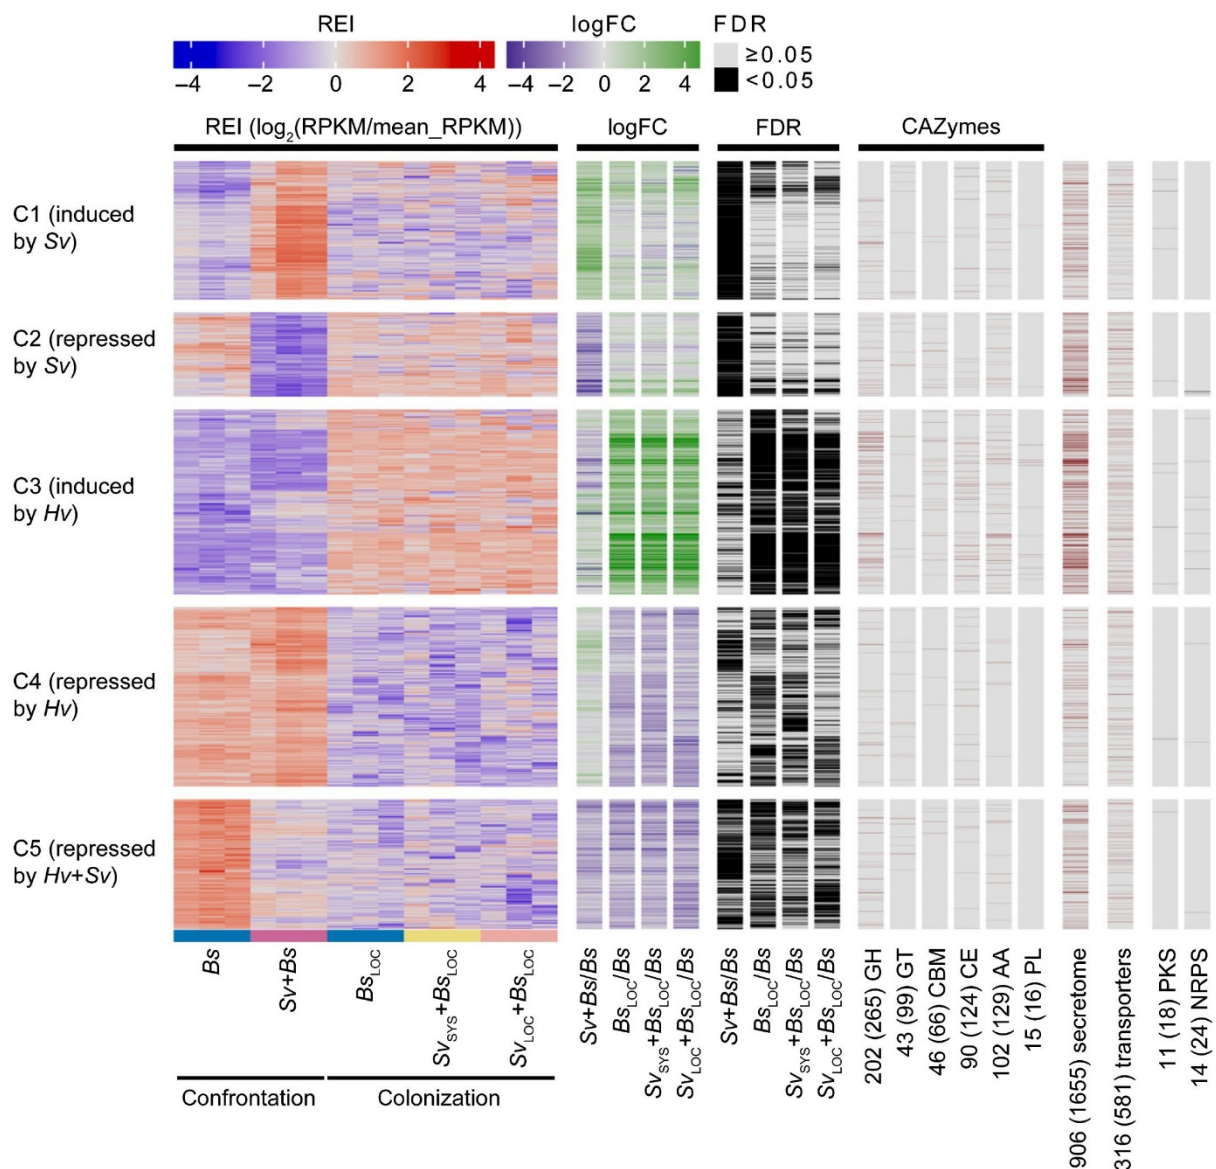 REI
logFC
FDR
−4 −2 0 2 4
−4 −2 0 2 4
≥0.05
<0.05
REI (log2(RPKM/mean_RPKM))
logFC
FDR
CAZymes
C1 (induced
by Sv)
C2 (repressed
by Sv)
C3 (induced
by Hv)
C4 (repressed
by Hv)
C5 (repressed
by Hv+Sv)
Bs
Sv+Bs
BsLOC
SvSYS+BsLOC
SvLOC+BsLOC
Sv+Bs/Bs
BsLOC/Bs
SvSYS+BsLOC/Bs
SvLOC+BsLOC/Bs
Sv+Bs/Bs
BsLOC/Bs
SvSYS+BsLOC/Bs
SvLOC+BsLOC/Bs
202 (265) GH
43 (99) GT
46 (66) CBM
90 (124) CE
102 (129) AA
15 (16) PL
906 (1655) secretome
316 (581) transporters
11 (18) PKS
14 (24) NRPS
Confrontation
Colonization